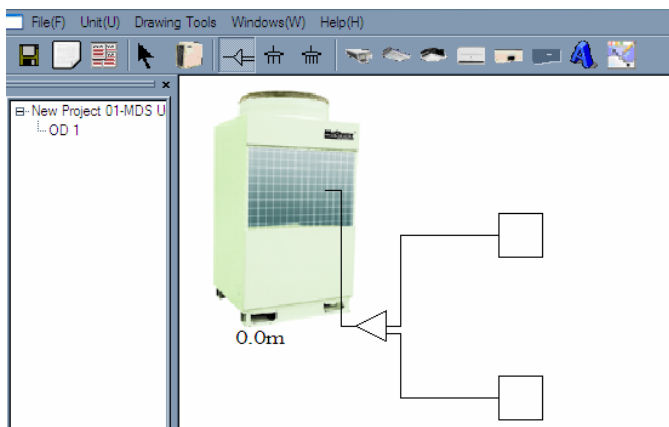 File(F) Unit(U) Drawing Tools Windows(W) Help(H)
New Project 01-MDS U
OD 1
0.0m